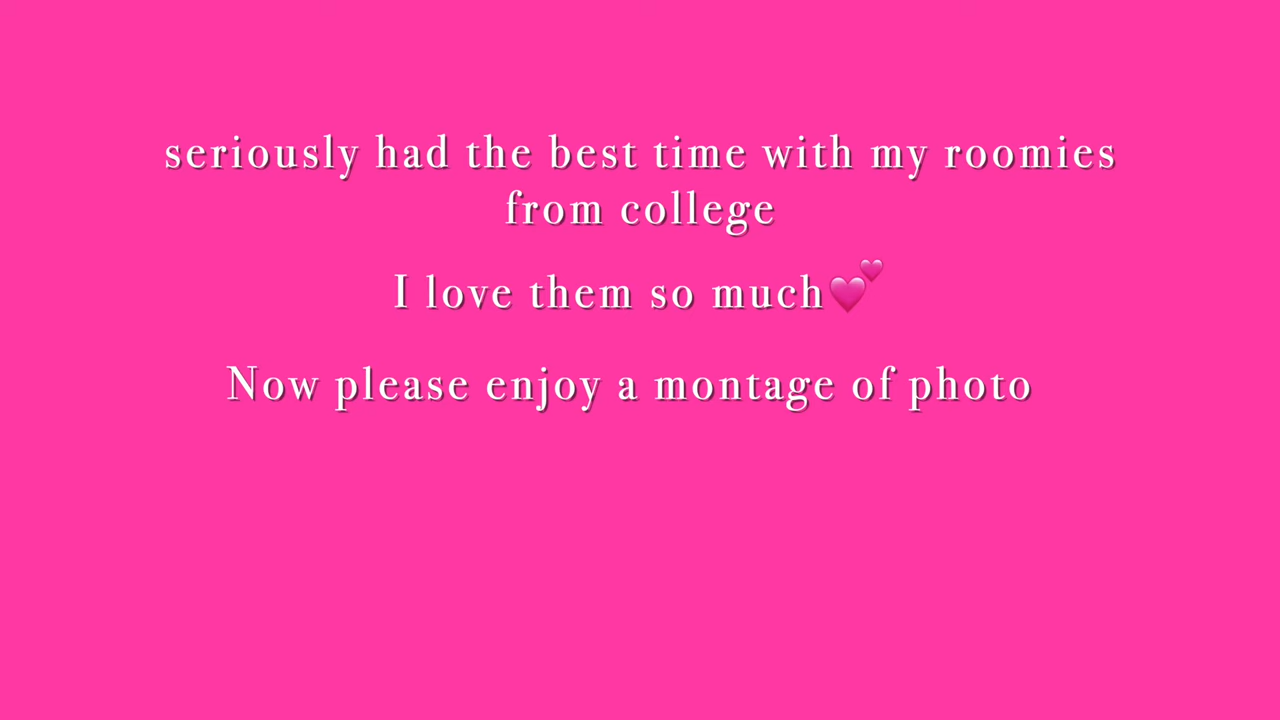 seriously had the best time with my roomies
from college
I love them so much💕
Now please enjoy a montage of photo